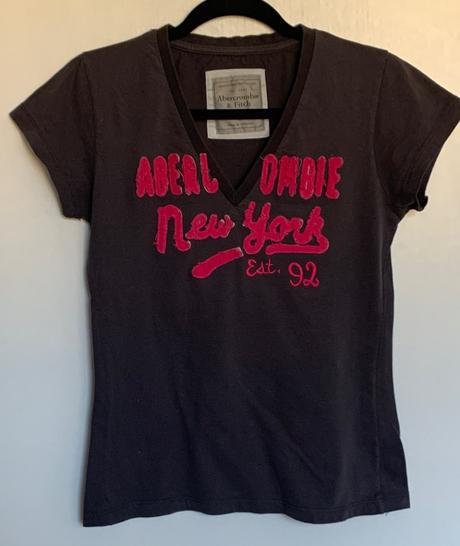 Abercrombie
& Fitch
ABERC OMBIE
New York
Est. 92